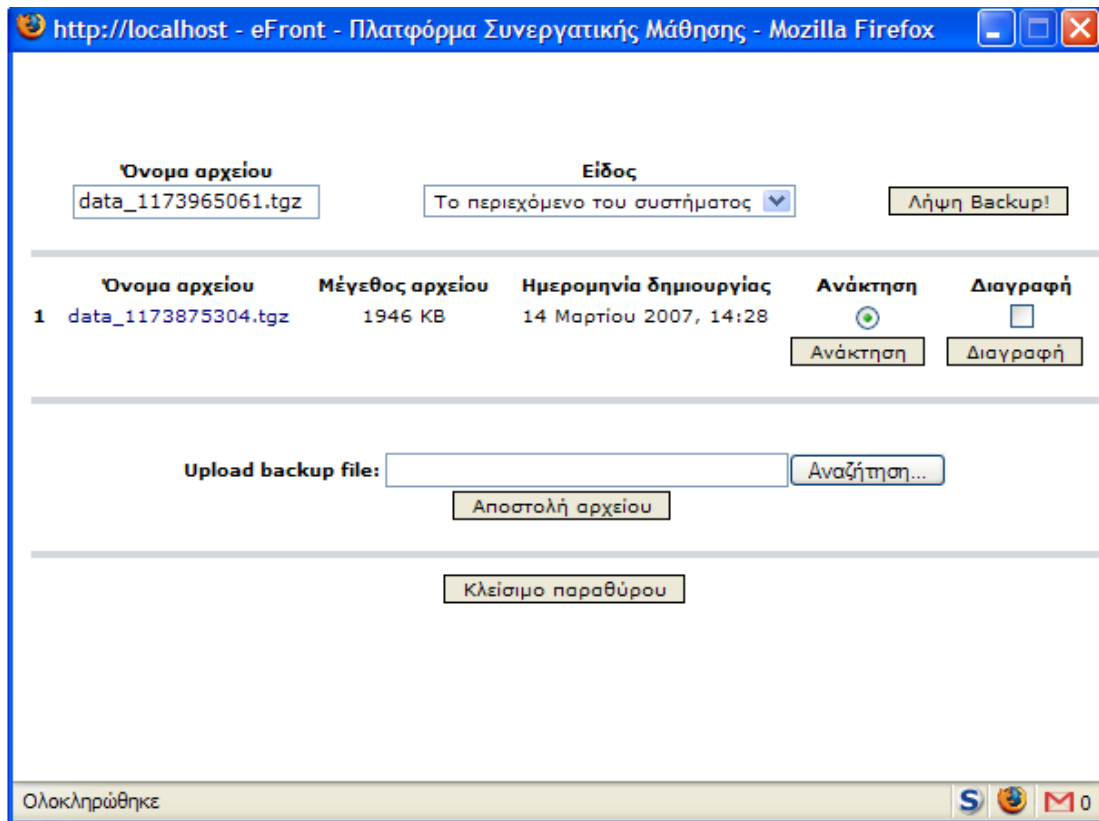 http://localhost - eFront - Πλατφόρμα Συνεργατικής Μάθησης - Mozilla Firefox
Όνομα αρχείου Είδος
data_1173965061.tgz Το περιεχόμενο του συστήματος Λήψη Backup!
Όνομα αρχείου Μέγεθος αρχείου Ημερομηνία δημιουργίας Ανάκτηση Διαγραφή
1 data_1173875304.tgz 1946 KB 14 Μαρτίου 2007, 14:28
Ανάκτηση Διαγραφή
Upload backup file: Αναζήτηση...
Αποστολή αρχείου
Κλείσιμο παραθύρου
Ολοκληρώθηκε S 0